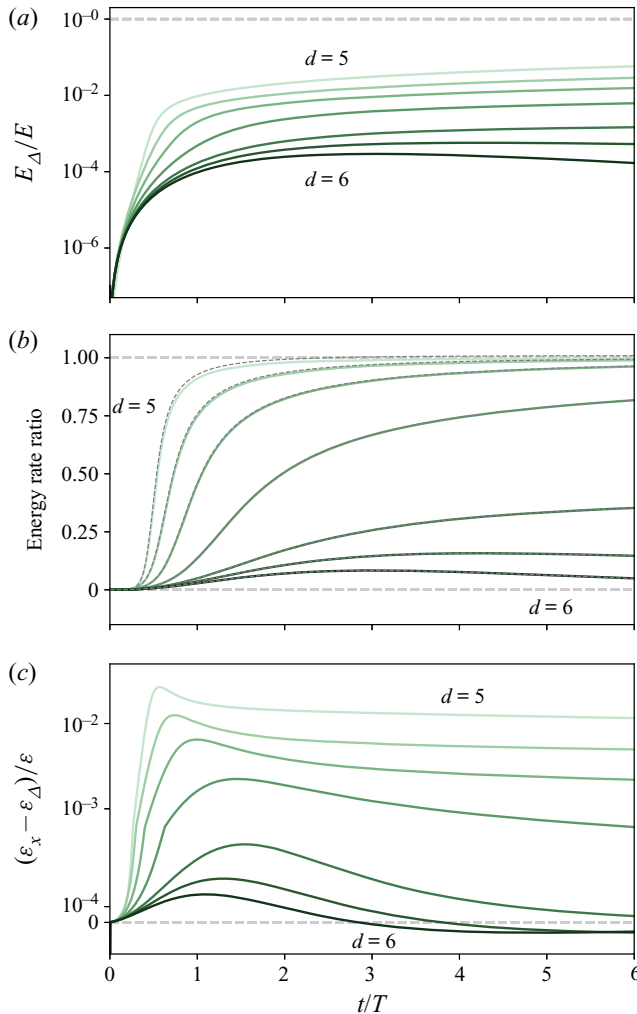 (a)
10⁻⁰
d = 5
10⁻²
E_Δ/E
10⁻⁴
d = 6
10⁻⁶
(b)
1.00
d = 5
0.75
Energy rate ratio
0.50
0.25
0
d = 6
(c)
d = 5
10⁻²
(ε_x − ε_Δ)/ε
10⁻³
10⁻⁴
0
d = 6
0 1 2 3 4 5 6
t/T